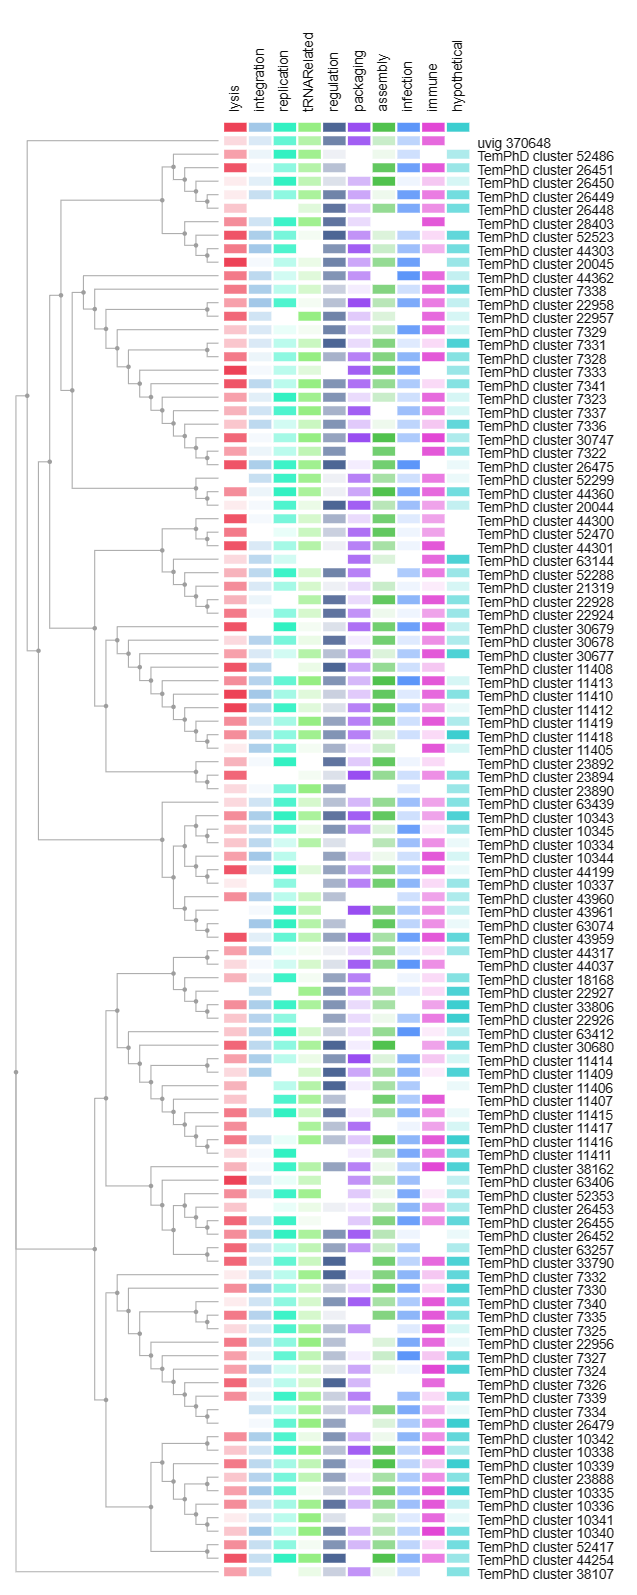 lysis
integration
replication
tRNARelated
regulation
packaging
assembly
infection
immune
hypothetical
uvig 370648
TemPhD cluster 52486
TemPhD cluster 26451
TemPhD cluster 26450
TemPhD cluster 26449
TemPhD cluster 26448
TemPhD cluster 28403
TemPhD cluster 52523
TemPhD cluster 44303
TemPhD cluster 20045
TemPhD cluster 44362
TemPhD cluster 7338
TemPhD cluster 22958
TemPhD cluster 22957
TemPhD cluster 7329
TemPhD cluster 7331
TemPhD cluster 7328
TemPhD cluster 7333
TemPhD cluster 7341
TemPhD cluster 7323
TemPhD cluster 7337
TemPhD cluster 7336
TemPhD cluster 30747
TemPhD cluster 7322
TemPhD cluster 26475
TemPhD cluster 52299
TemPhD cluster 44360
TemPhD cluster 20044
TemPhD cluster 44300
TemPhD cluster 52470
TemPhD cluster 44301
TemPhD cluster 63144
TemPhD cluster 52288
TemPhD cluster 21319
TemPhD cluster 22928
TemPhD cluster 22924
TemPhD cluster 30679
TemPhD cluster 30678
TemPhD cluster 30677
TemPhD cluster 11408
TemPhD cluster 11413
TemPhD cluster 11410
TemPhD cluster 11412
TemPhD cluster 11419
TemPhD cluster 11418
TemPhD cluster 11405
TemPhD cluster 23892
TemPhD cluster 23894
TemPhD cluster 23890
TemPhD cluster 63439
TemPhD cluster 10343
TemPhD cluster 10345
TemPhD cluster 10334
TemPhD cluster 10344
TemPhD cluster 44199
TemPhD cluster 10337
TemPhD cluster 43960
TemPhD cluster 43961
TemPhD cluster 63074
TemPhD cluster 43959
TemPhD cluster 44317
TemPhD cluster 44037
TemPhD cluster 18168
TemPhD cluster 22927
TemPhD cluster 33806
TemPhD cluster 22926
TemPhD cluster 63412
TemPhD cluster 30680
TemPhD cluster 11414
TemPhD cluster 11409
TemPhD cluster 11406
TemPhD cluster 11407
TemPhD cluster 11415
TemPhD cluster 11417
TemPhD cluster 11416
TemPhD cluster 11411
TemPhD cluster 38162
TemPhD cluster 63406
TemPhD cluster 52353
TemPhD cluster 26453
TemPhD cluster 26455
TemPhD cluster 26452
TemPhD cluster 63257
TemPhD cluster 33790
TemPhD cluster 7332
TemPhD cluster 7330
TemPhD cluster 7340
TemPhD cluster 7335
TemPhD cluster 7325
TemPhD cluster 22956
TemPhD cluster 7327
TemPhD cluster 7324
TemPhD cluster 7326
TemPhD cluster 7339
TemPhD cluster 7334
TemPhD cluster 26479
TemPhD cluster 10342
TemPhD cluster 10338
TemPhD cluster 10339
TemPhD cluster 23888
TemPhD cluster 10335
TemPhD cluster 10336
TemPhD cluster 10341
TemPhD cluster 10340
TemPhD cluster 52417
TemPhD cluster 44254
TemPhD cluster 38107